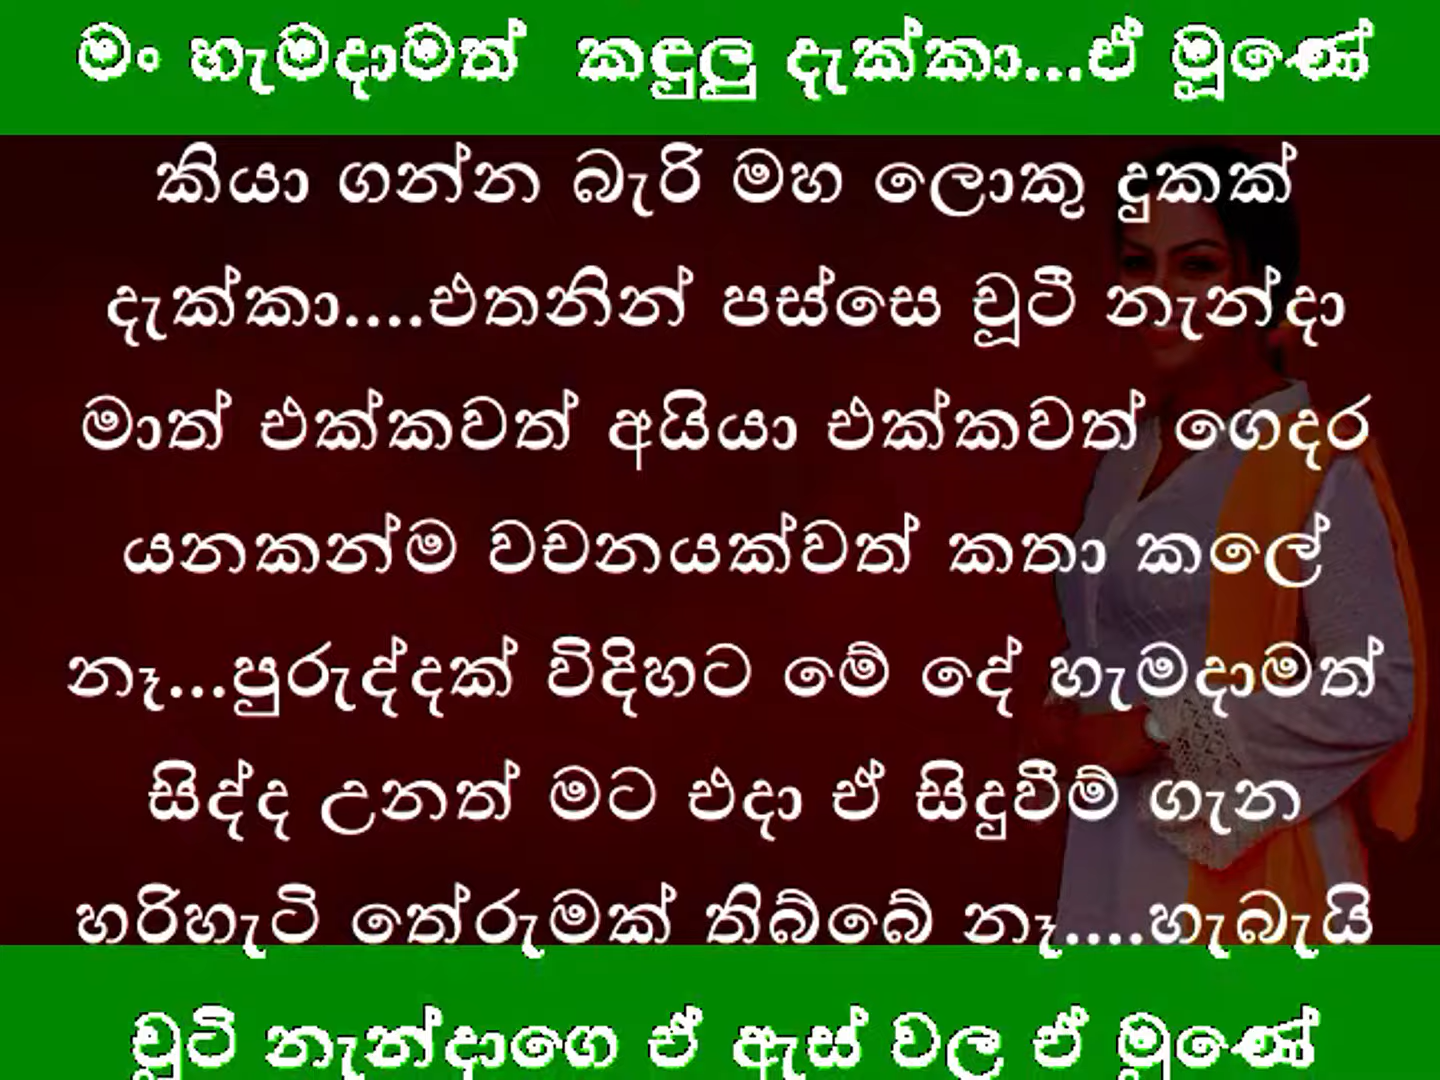 මං හැමදාමත් කඳුලු දැක්කා...ඒ මූණේ
කියා ගන්න බැරි මහ ලොකු දුකක්
දැක්කා....එතනින් පස්සෙ චූටී නැන්දා
මාත් එක්කවත් අයියා එක්කවත් ගෙදර
යනකන්ම වචනයක්වත් කතා කලේ
නෑ...පුරුද්දක් විදිහට මේ දේ හැමදාමත්
සිද්ද උනත් මට එදා ඒ සිදුවීම් ගැන
හරිහැටි තේරුමක් තිබ්බේ නෑ....හැබැයි
චූටි නැන්දාගෙ ඒ ඇස් වල ඒ මූණේ